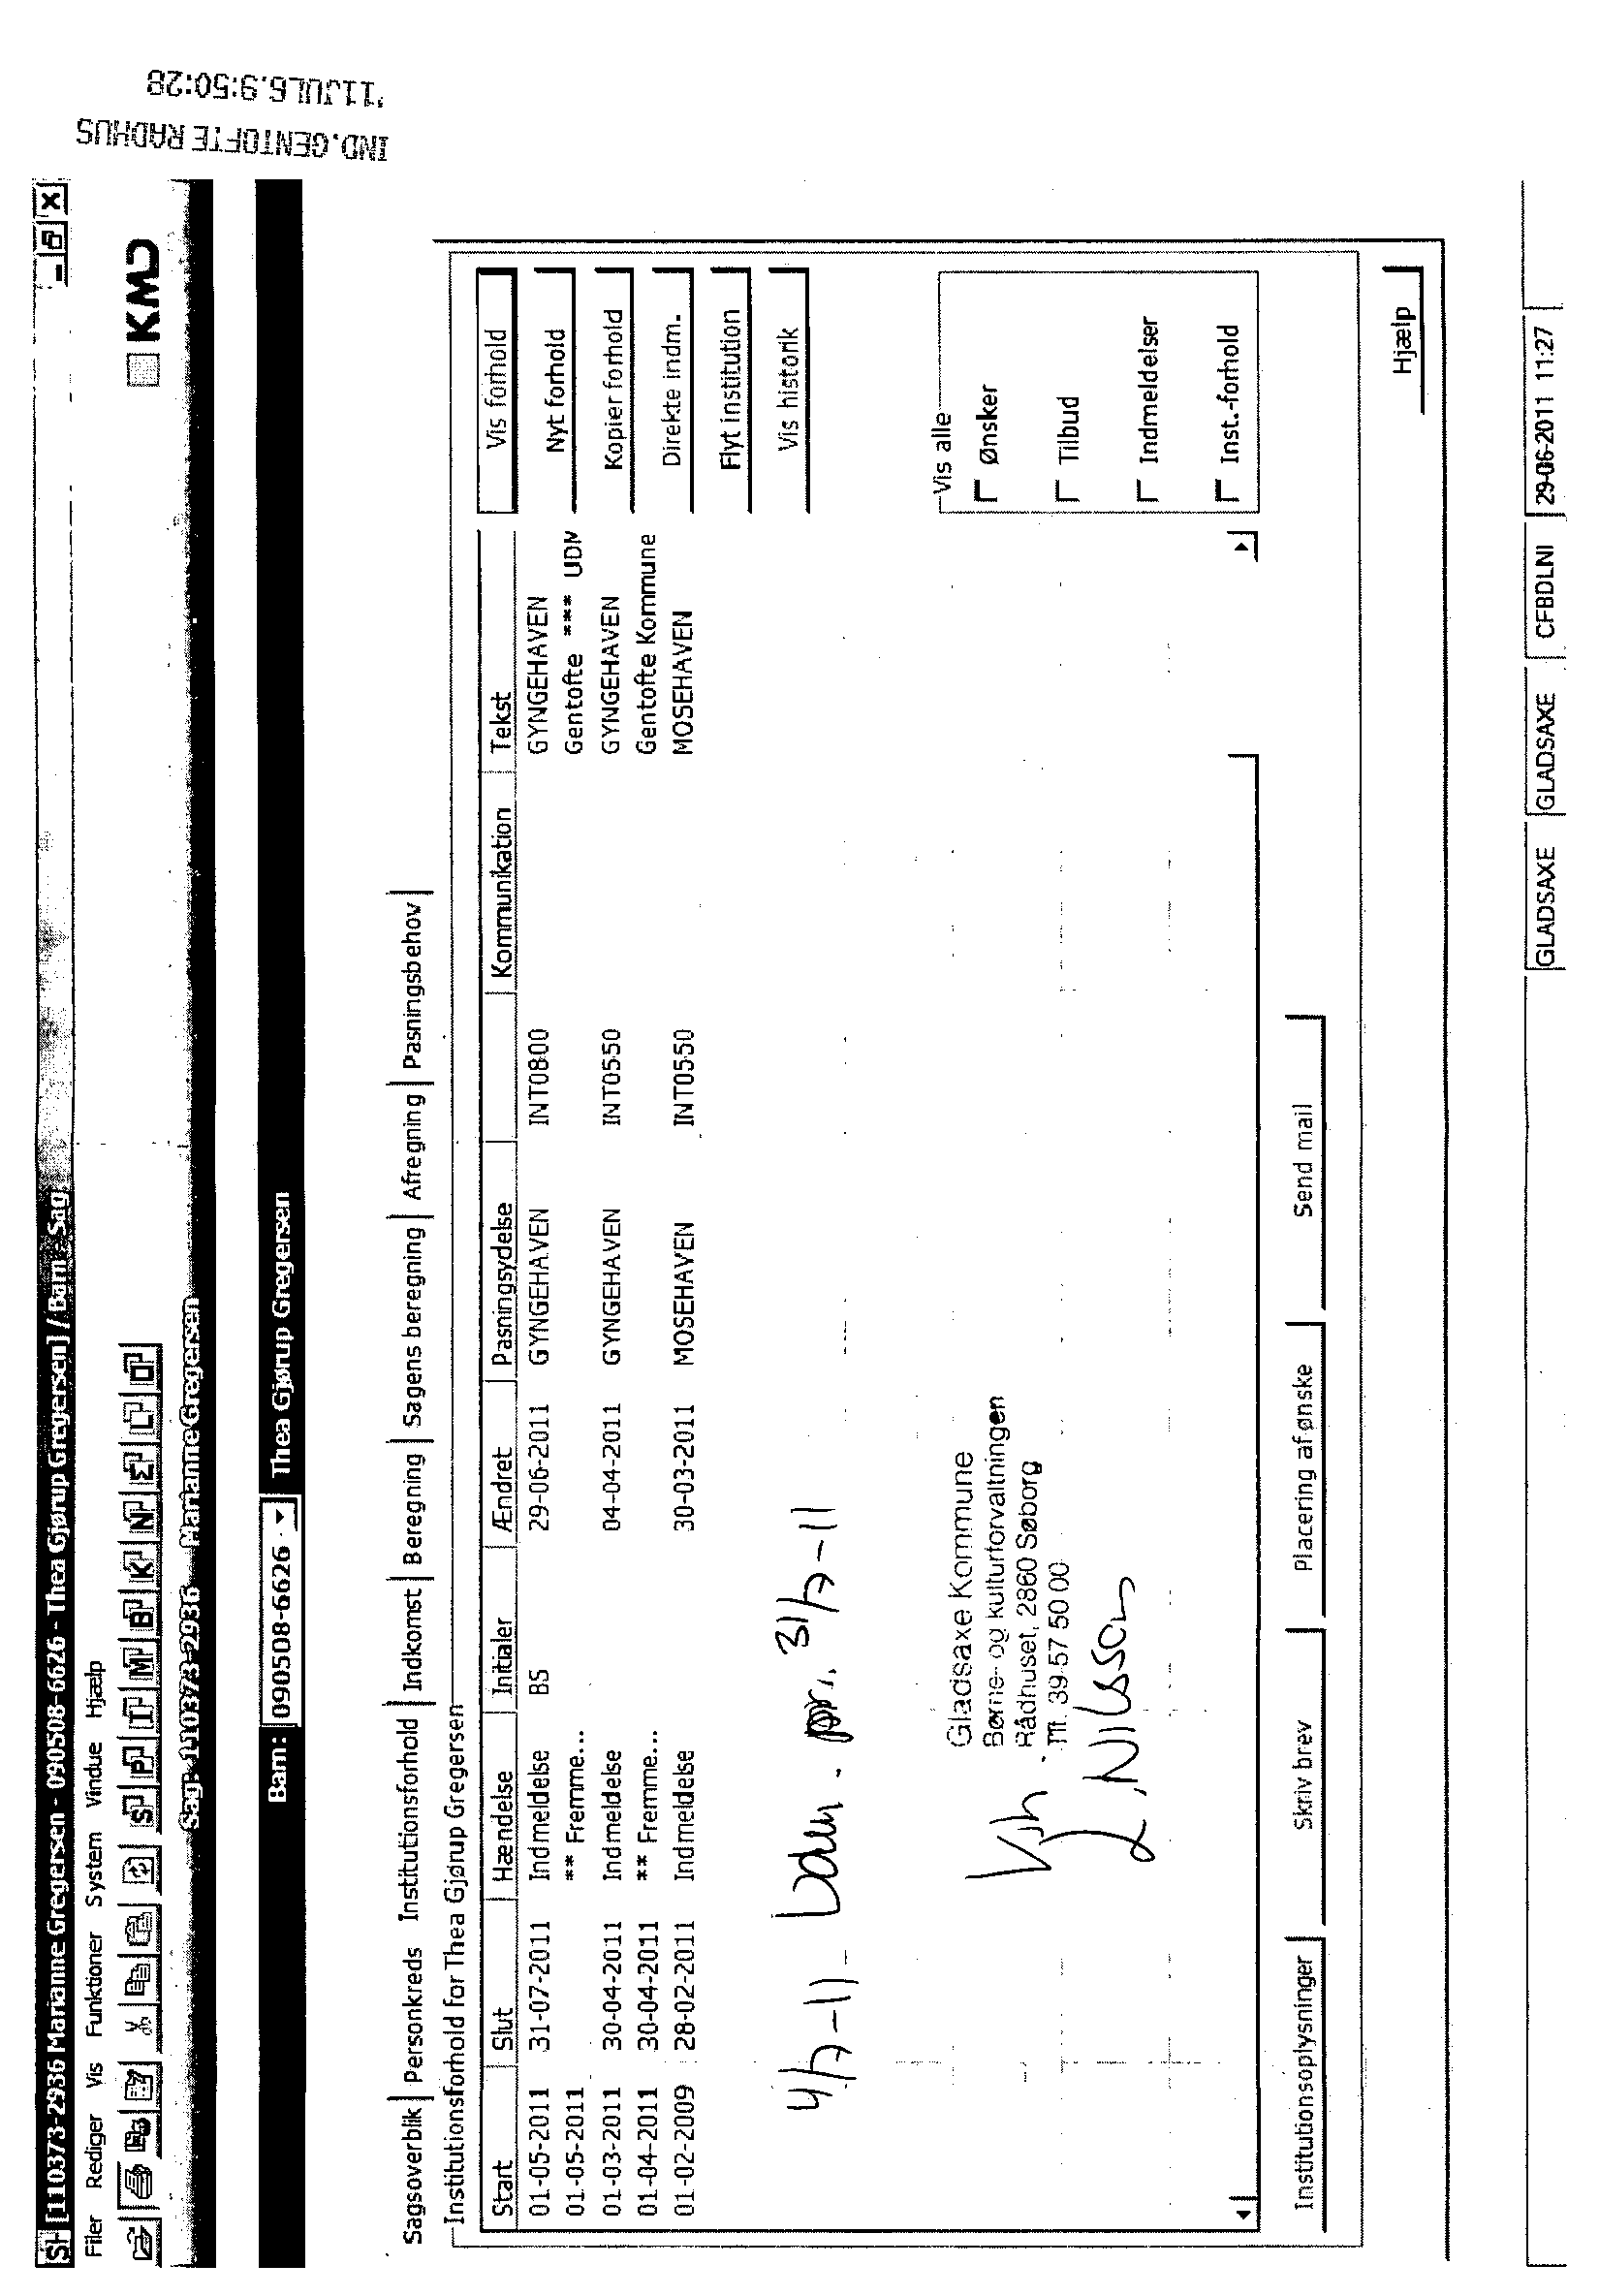 '11JUL6.9:50:28
IND.GENTOFTE RADHUS
[110373-2936 Marianne Gregersen - 090508-6626 - Thea Gjørup Gregersen] / Barn - Sag
Filer Rediger Vis Funktioner System Vindue Hjælp
S P I M B K N Σ L O
KMD
Sag: 110373-2936 Marianne Gregersen
Barn: 090508-6626 Thea Gjørup Gregersen
Sagsoverblik Personkreds Institutionsforhold Indkomst Beregning Sagens beregning Afregning Pasningsbehov
Institutionsforhold for Thea Gjørup Gregersen
Start Slut Hændelse Initialer Ændret Pasningsydelse Kommunikation Tekst
01-05-2011 31-07-2011 Indmeldelse BS 29-06-2011 GYNGEHAVEN INT0800 GYNGEHAVEN
01-05-2011 ** Fremme... Gentofte *** UDM
01-03-2011 30-04-2011 Indmeldelse 04-04-2011 GYNGEHAVEN INT0550 GYNGEHAVEN
01-04-2011 30-04-2011 ** Fremme... Gentofte Kommune
01-02-2009 28-02-2011 Indmeldelse 30-03-2011 MOSEHAVEN INT0550 MOSEHAVEN
Vis forhold
Nyt forhold
Kopier forhold
Direkte indm.
Flyt institution
Vis historik
Vis alle
Ønsker
Tilbud
Indmeldelser
Inst.-forhold
4/7-11- Udm. pr. 31/7-11
Gladsaxe Kommune
Børne- og kulturforvaltningen
Rådhuset, 2860 Søborg
Tlf. 39 57 50 00
Vh.
L. Nilsson
Institutionsoplysninger Skriv brev Placering af ønske Send mail
Hjælp
GLADSAXE GLADSAXE CFBDLNI 29-06-2011 11:27